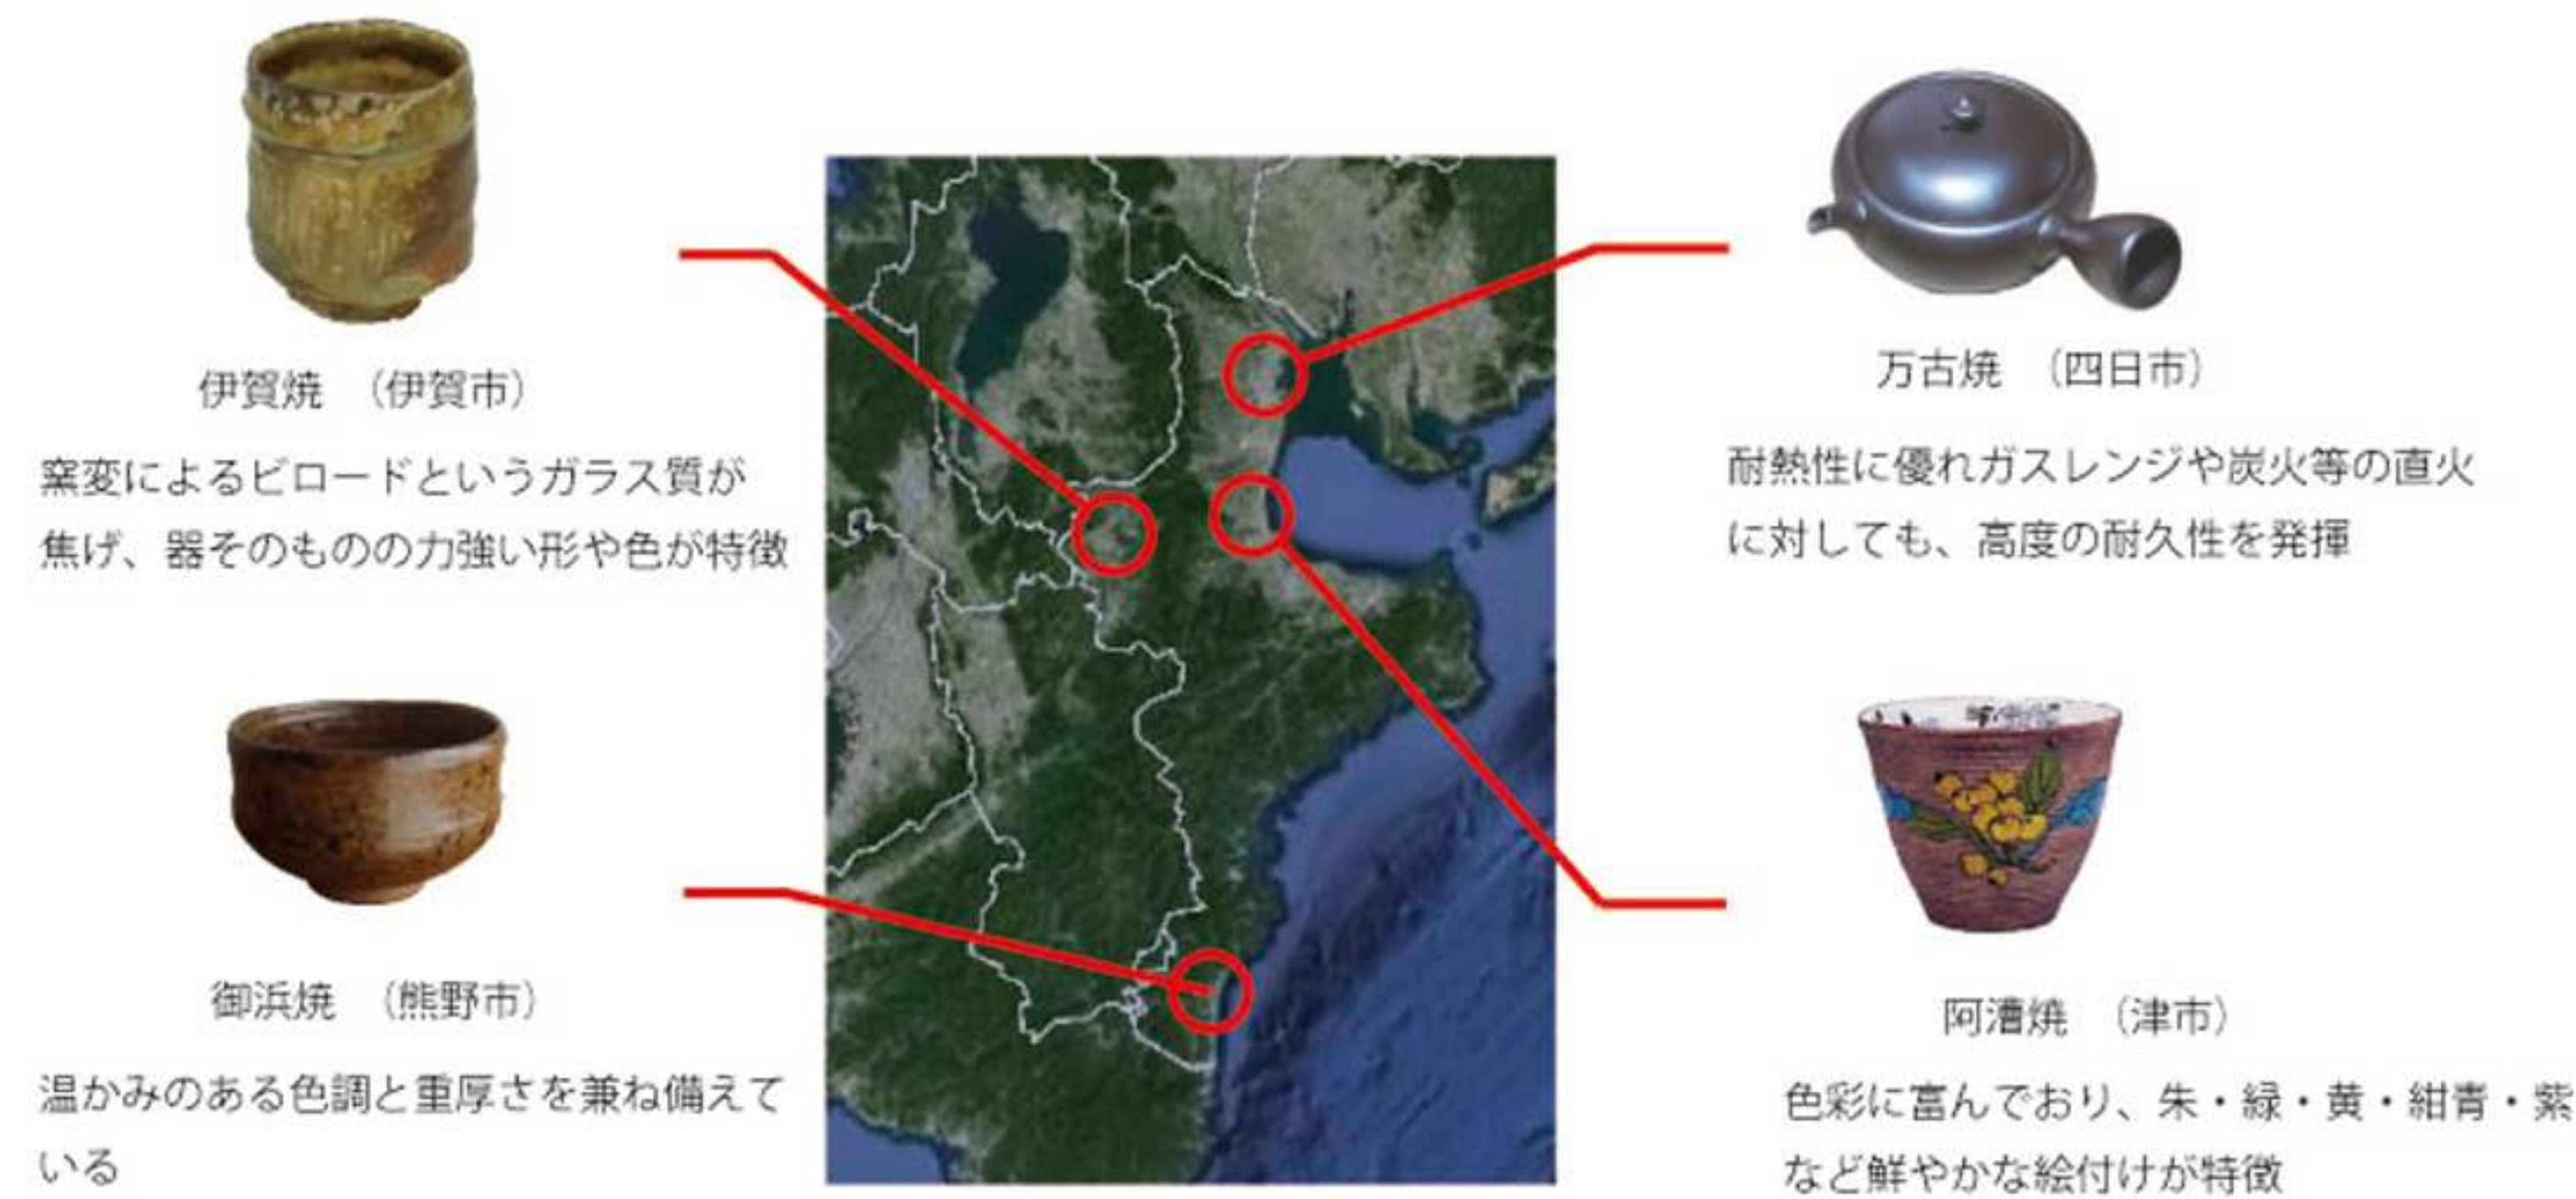 伊賀焼 （伊賀市）
窯変によるビロードというガラス質が
焦げ、器そのものの力強い形や色が特徴
万古焼 （四日市）
耐熱性に優れガスレンジや炭火等の直火
に対しても、高度の耐久性を発揮
御浜焼 （熊野市）
温かみのある色調と重厚さを兼ね備えて
いる
阿漕焼 （津市）
色彩に富んでおり、朱・緑・黄・紺青・紫
など鮮やかな絵付けが特徴